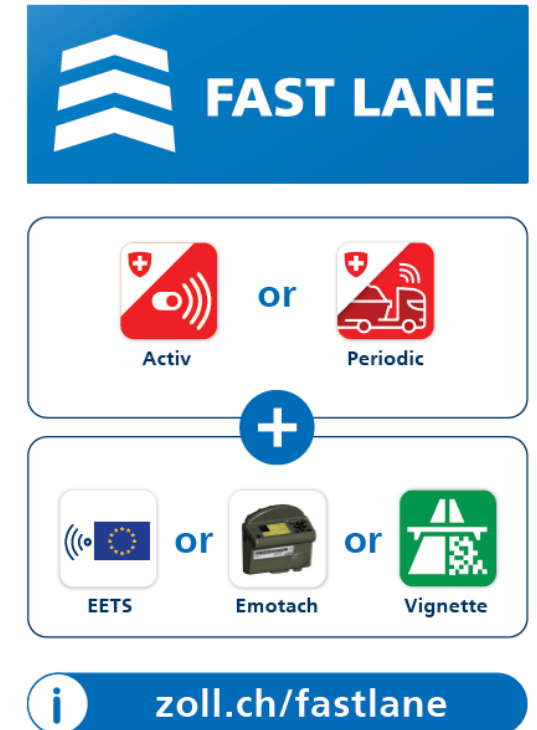 FAST LANE
or
Activ
Periodic
+
or
or
EETS
Emotach
Vignette
i zoll.ch/fastlane